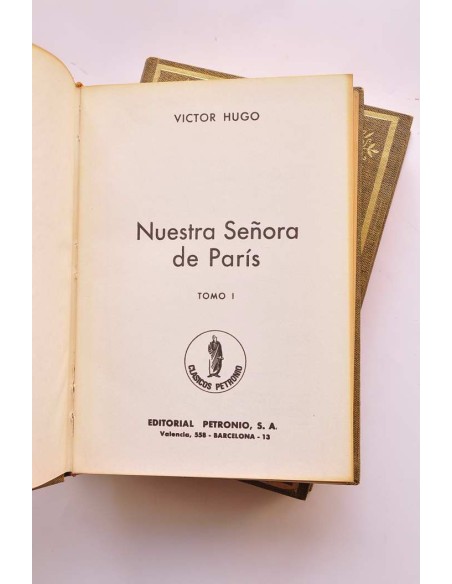 VICTOR HUGO
Nuestra Señora
de París
TOMO I
CLASICOS PETRONIO
EDITORIAL PETRONIO, S. A.
Valencia, 558 - BARCELONA - 13